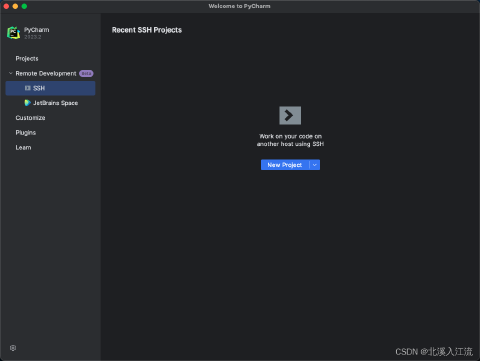 Welcome to PyCharm
PyCharm
2023.2
Recent SSH Projects
Projects
Remote Development Beta
SSH
JetBrains Space
Customize
Plugins
Learn
Work on your code on
another host using SSH
New Project
CSDN @北溪入江流